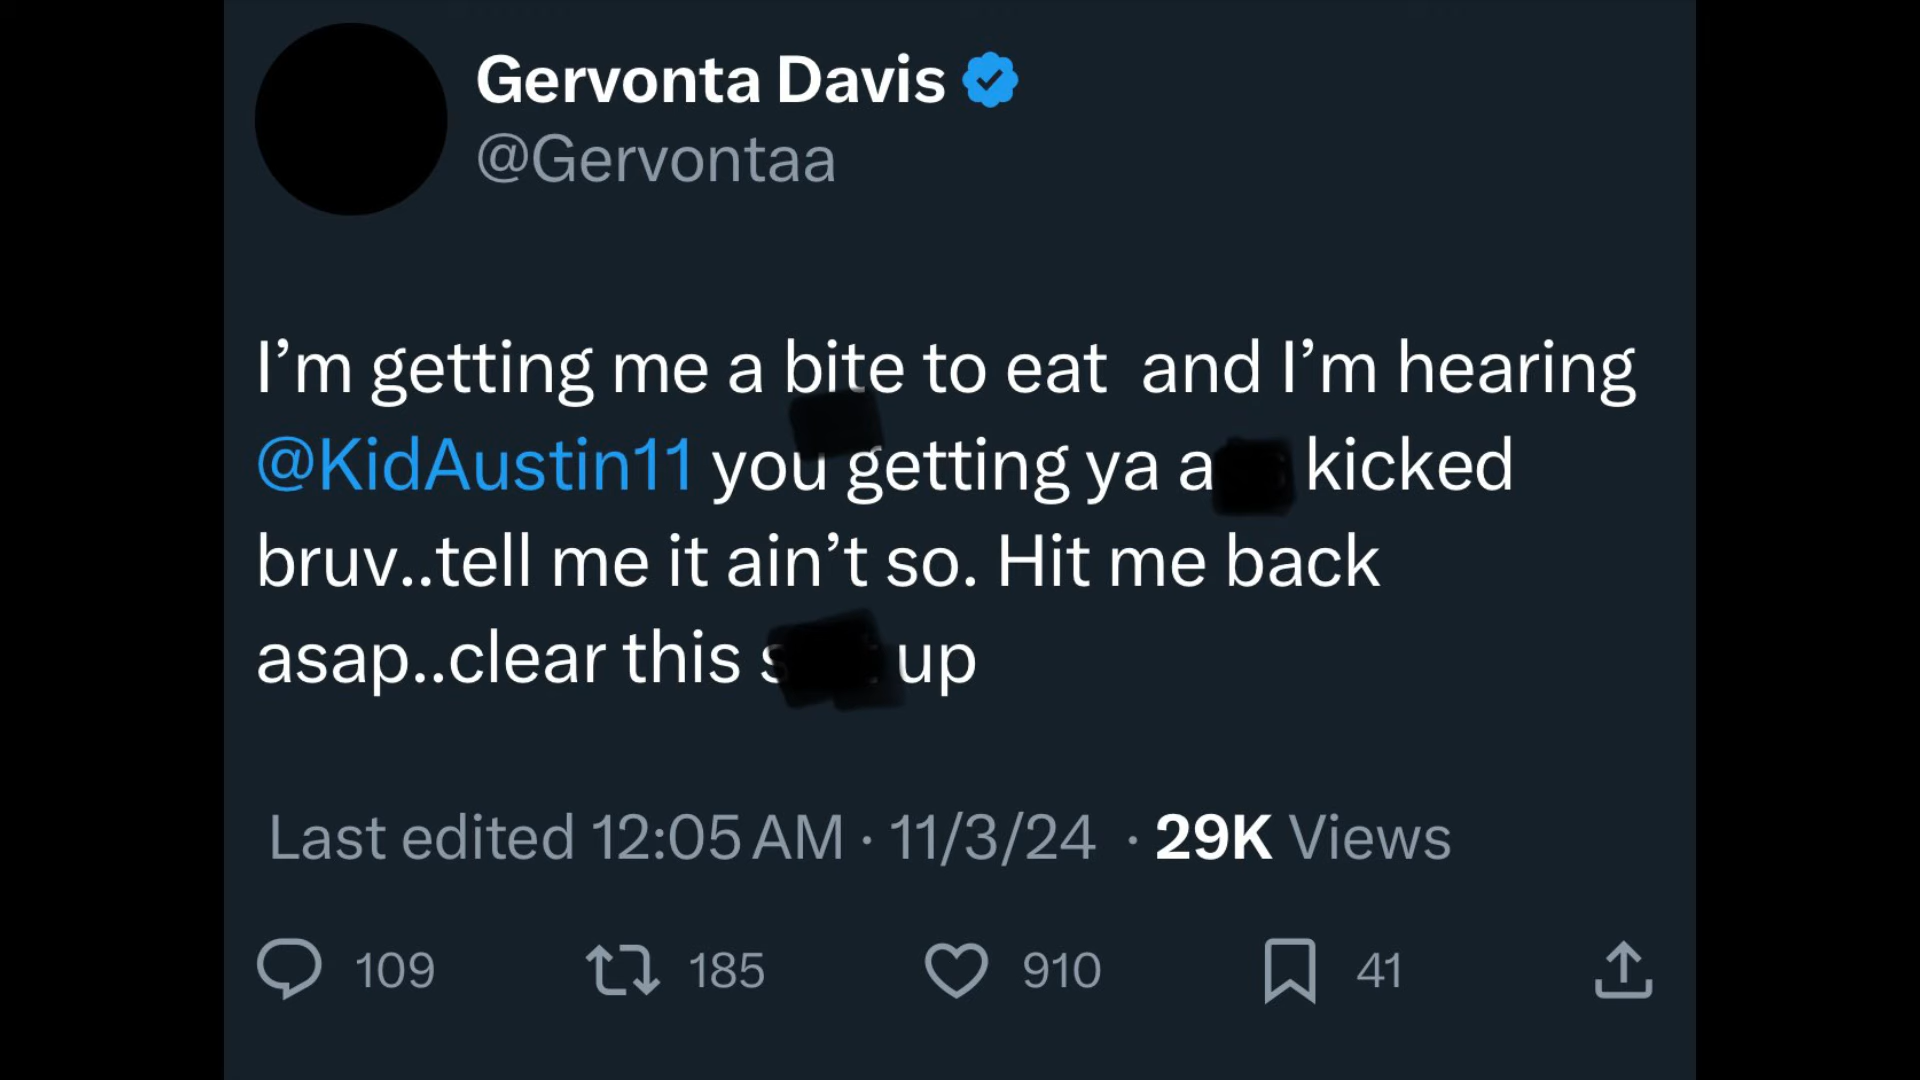 Gervonta Davis
@Gervontaa
I’m getting me a bite to eat  and I’m hearing
@KidAustin11 you getting ya a kicked
bruv..tell me it ain’t so. Hit me back
asap..clear this s up
Last edited 12:05 AM · 11/3/24 · 29K Views
109 185 910 41